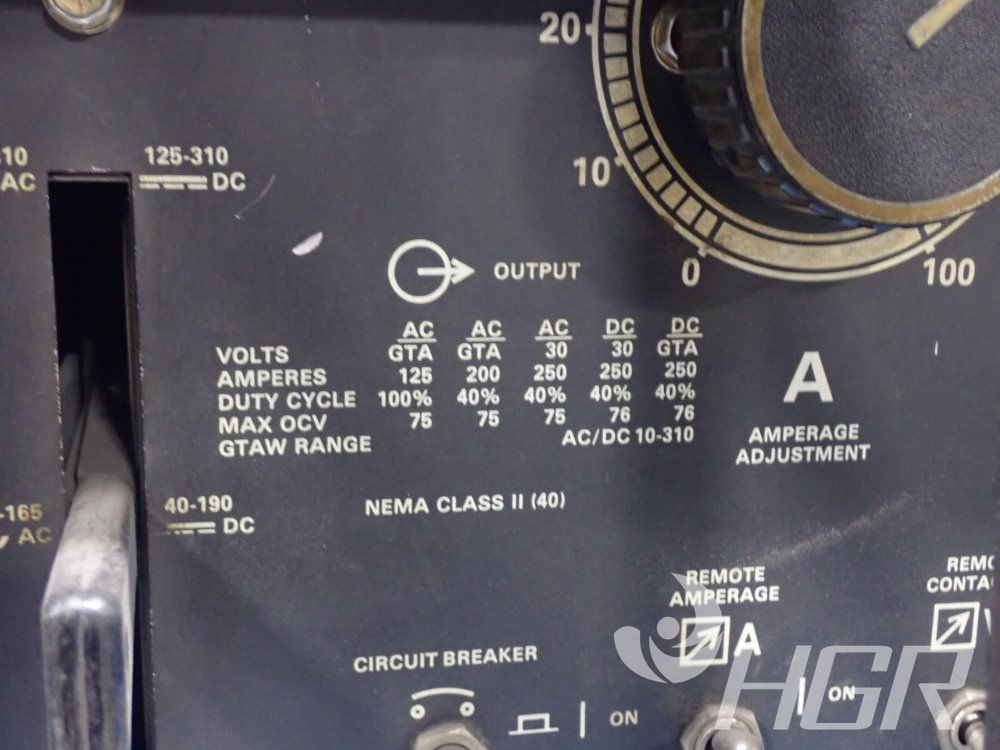 20
10
125-310
AC
DC
10
0
100
OUTPUT
AC AC AC DC DC
VOLTS GTA GTA 30 30 GTA
AMPERES 125 200 250 250 250
DUTY CYCLE 100% 40% 40% 40% 40%
MAX OCV 75 75 75 76 76
GTAW RANGE AC/DC 10-310
A
AMPERAGE
ADJUSTMENT
-165
AC
40-190
DC
NEMA CLASS II (40)
REMOTE
AMPERAGE
A
REMO
CONTA
CIRCUIT BREAKER
ON
ON
HGR